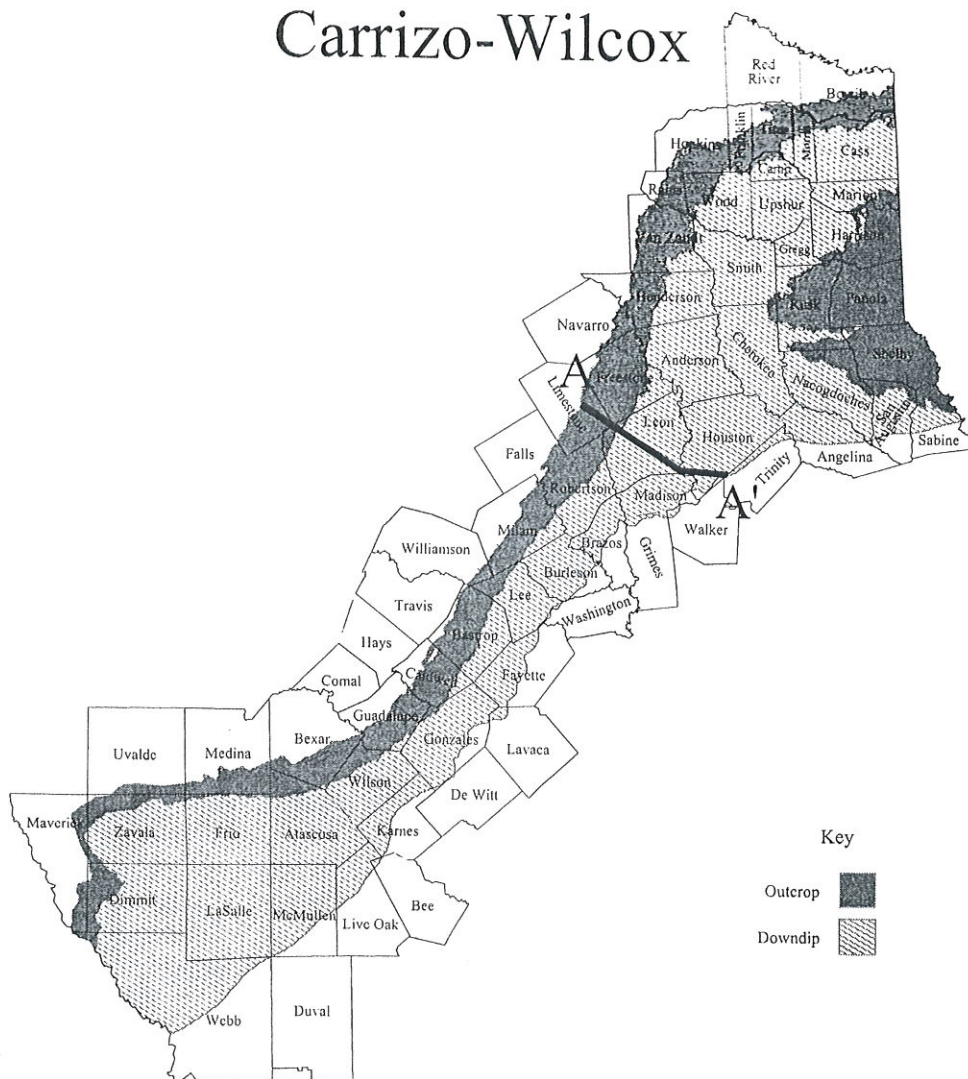 Carrizo-Wilcox
Red
River
Bowie
Franklin
Hopkins
Cass
Camp
Rains
Wood
Upshur
Marion
Van Zandt
Harrison
Gregg
Smith
Henderson
Rusk
Panola
Navarro
Cherokee
Shelby
Anderson
A
Freestone
Limestone
Nacogdoches
San
Augustine
Leon
Houston
Sabine
Falls
Angelina
Trinity
Robertson
Madison
A'
Milam
Walker
Williamson
Brazos
Grimes
Burleson
Lee
Travis
Washington
Bastrop
Hays
Caldwell
Fayette
Comal
Guadalupe
Bexar
Gonzales
Lavaca
Uvalde
Medina
Wilson
De Witt
Maverick
Zavala
Frio
Atascosa
Karnes
Key
Dimmit
Outcrop
LaSalle
McMullen
Live Oak
Bee
Downdip
Webb
Duval